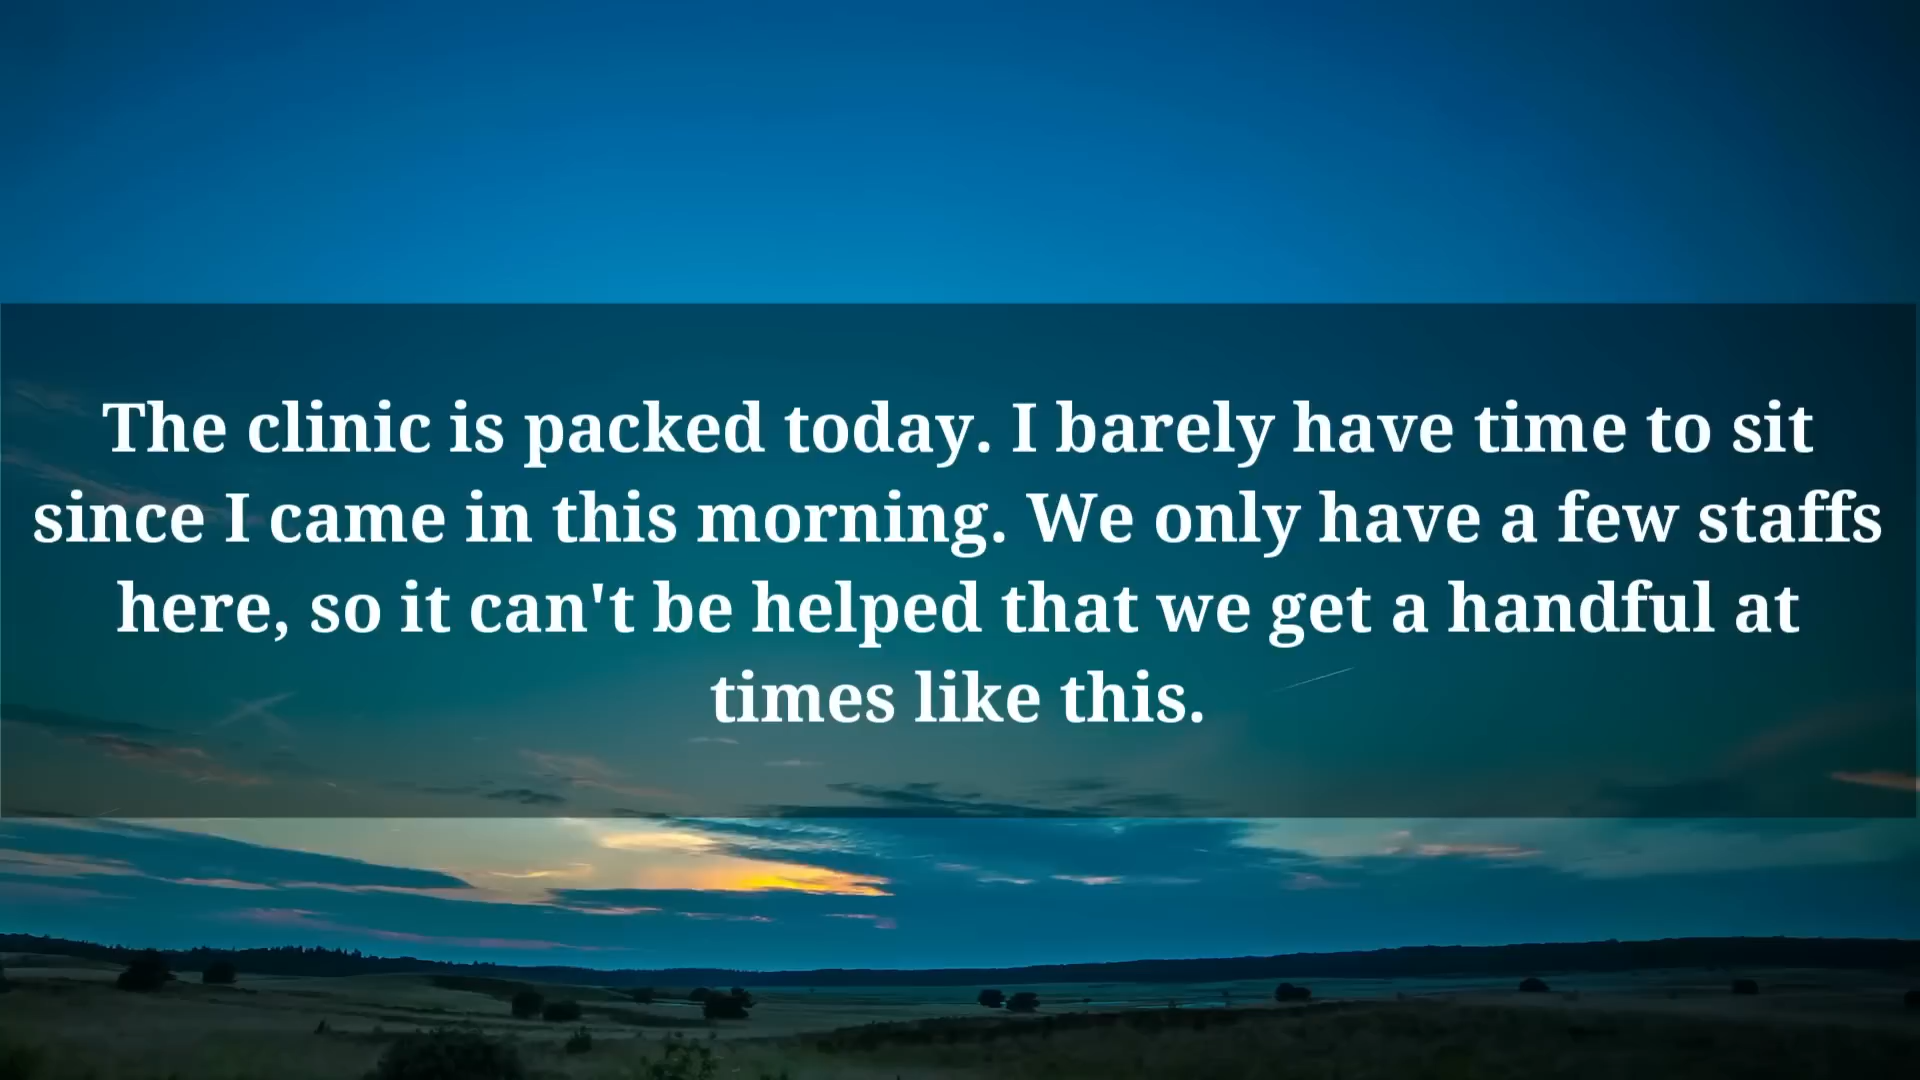 The clinic is packed today. I barely have time to sit
since I came in this morning. We only have a few staffs
here, so it can't be helped that we get a handful at
times like this.